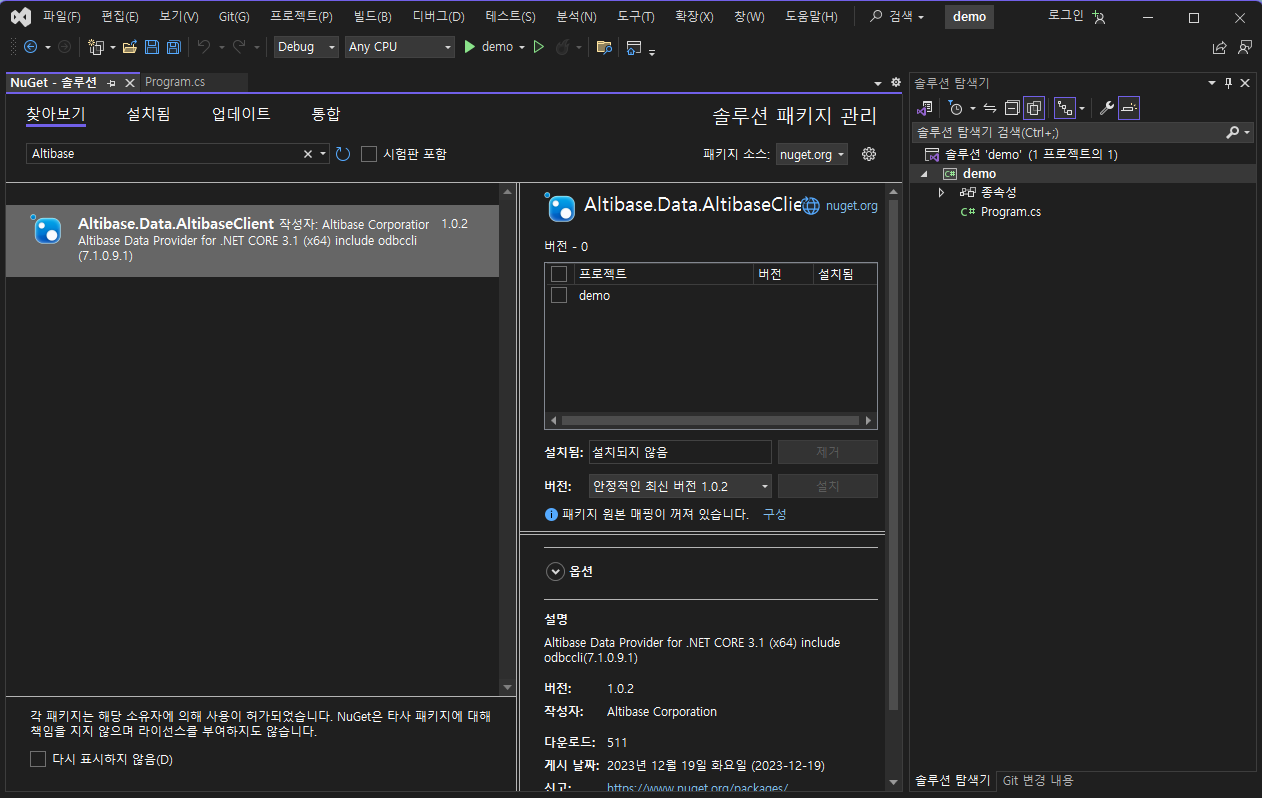 파일(F) 편집(E) 보기(V) Git(G) 프로젝트(P) 빌드(B) 디버그(D) 테스트(S) 분석(N) 도구(T) 확장(X) 창(W) 도움말(H) 검색 demo 로그인
Debug Any CPU demo
NuGet - 솔루션 Program.cs
찾아보기 설치됨 업데이트 통합
솔루션 패키지 관리
Altibase
시험판 포함
패키지 소스: nuget.org
Altibase.Data.AltibaseClient 작성자: Altibase Corporatior 1.0.2
Altibase Data Provider for .NET CORE 3.1 (x64) include odbccli
(7.1.0.9.1)
각 패키지는 해당 소유자에 의해 사용이 허가되었습니다. NuGet은 타사 패키지에 대해
책임을 지지 않으며 라이선스를 부여하지도 않습니다.
다시 표시하지 않음(D)
Altibase.Data.AltibaseClie nuget.org
버전 - 0
프로젝트 버전 설치됨
demo
설치됨: 설치되지 않음 제거
버전: 안정적인 최신 버전 1.0.2 설치
패키지 원본 매핑이 꺼져 있습니다. 구성
옵션
설명
Altibase Data Provider for .NET CORE 3.1 (x64) include
odbccli(7.1.0.9.1)
버전: 1.0.2
작성자: Altibase Corporation
다운로드: 511
게시 날짜: 2023년 12월 19일 화요일 (2023-12-19)
신고: https://www.nuget.org/packages/
솔루션 탐색기
솔루션 탐색기 검색(Ctrl+;)
솔루션 'demo' (1 프로젝트의 1)
C# demo
종속성
C# Program.cs
솔루션 탐색기 Git 변경 내용